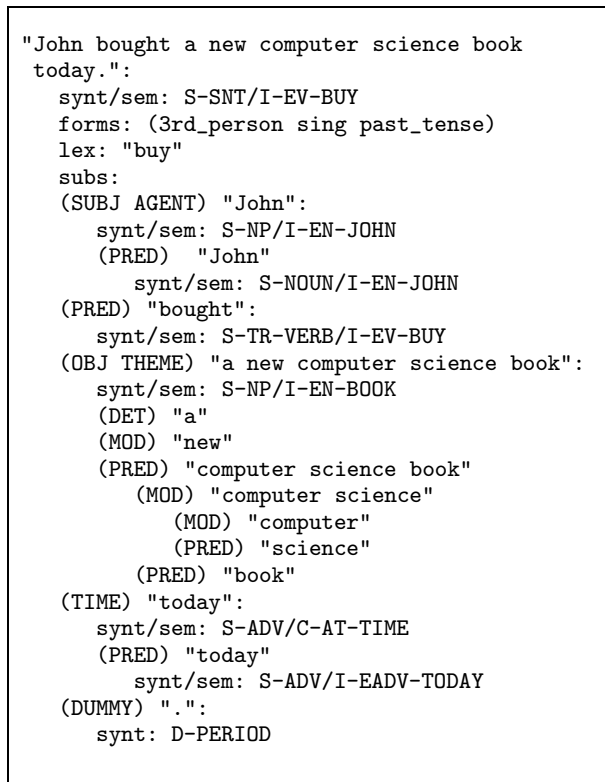 "John bought a new computer science book
today.":
synt/sem: S-SNT/I-EV-BUY
forms: (3rd_person sing past_tense)
lex: "buy"
subs:
(SUBJ AGENT) "John":
synt/sem: S-NP/I-EN-JOHN
(PRED) "John"
synt/sem: S-NOUN/I-EN-JOHN
(PRED) "bought":
synt/sem: S-TR-VERB/I-EV-BUY
(OBJ THEME) "a new computer science book":
synt/sem: S-NP/I-EN-BOOK
(DET) "a"
(MOD) "new"
(PRED) "computer science book"
(MOD) "computer science"
(MOD) "computer"
(PRED) "science"
(PRED) "book"
(TIME) "today":
synt/sem: S-ADV/C-AT-TIME
(PRED) "today"
synt/sem: S-ADV/I-EADV-TODAY
(DUMMY) ".":
synt: D-PERIOD